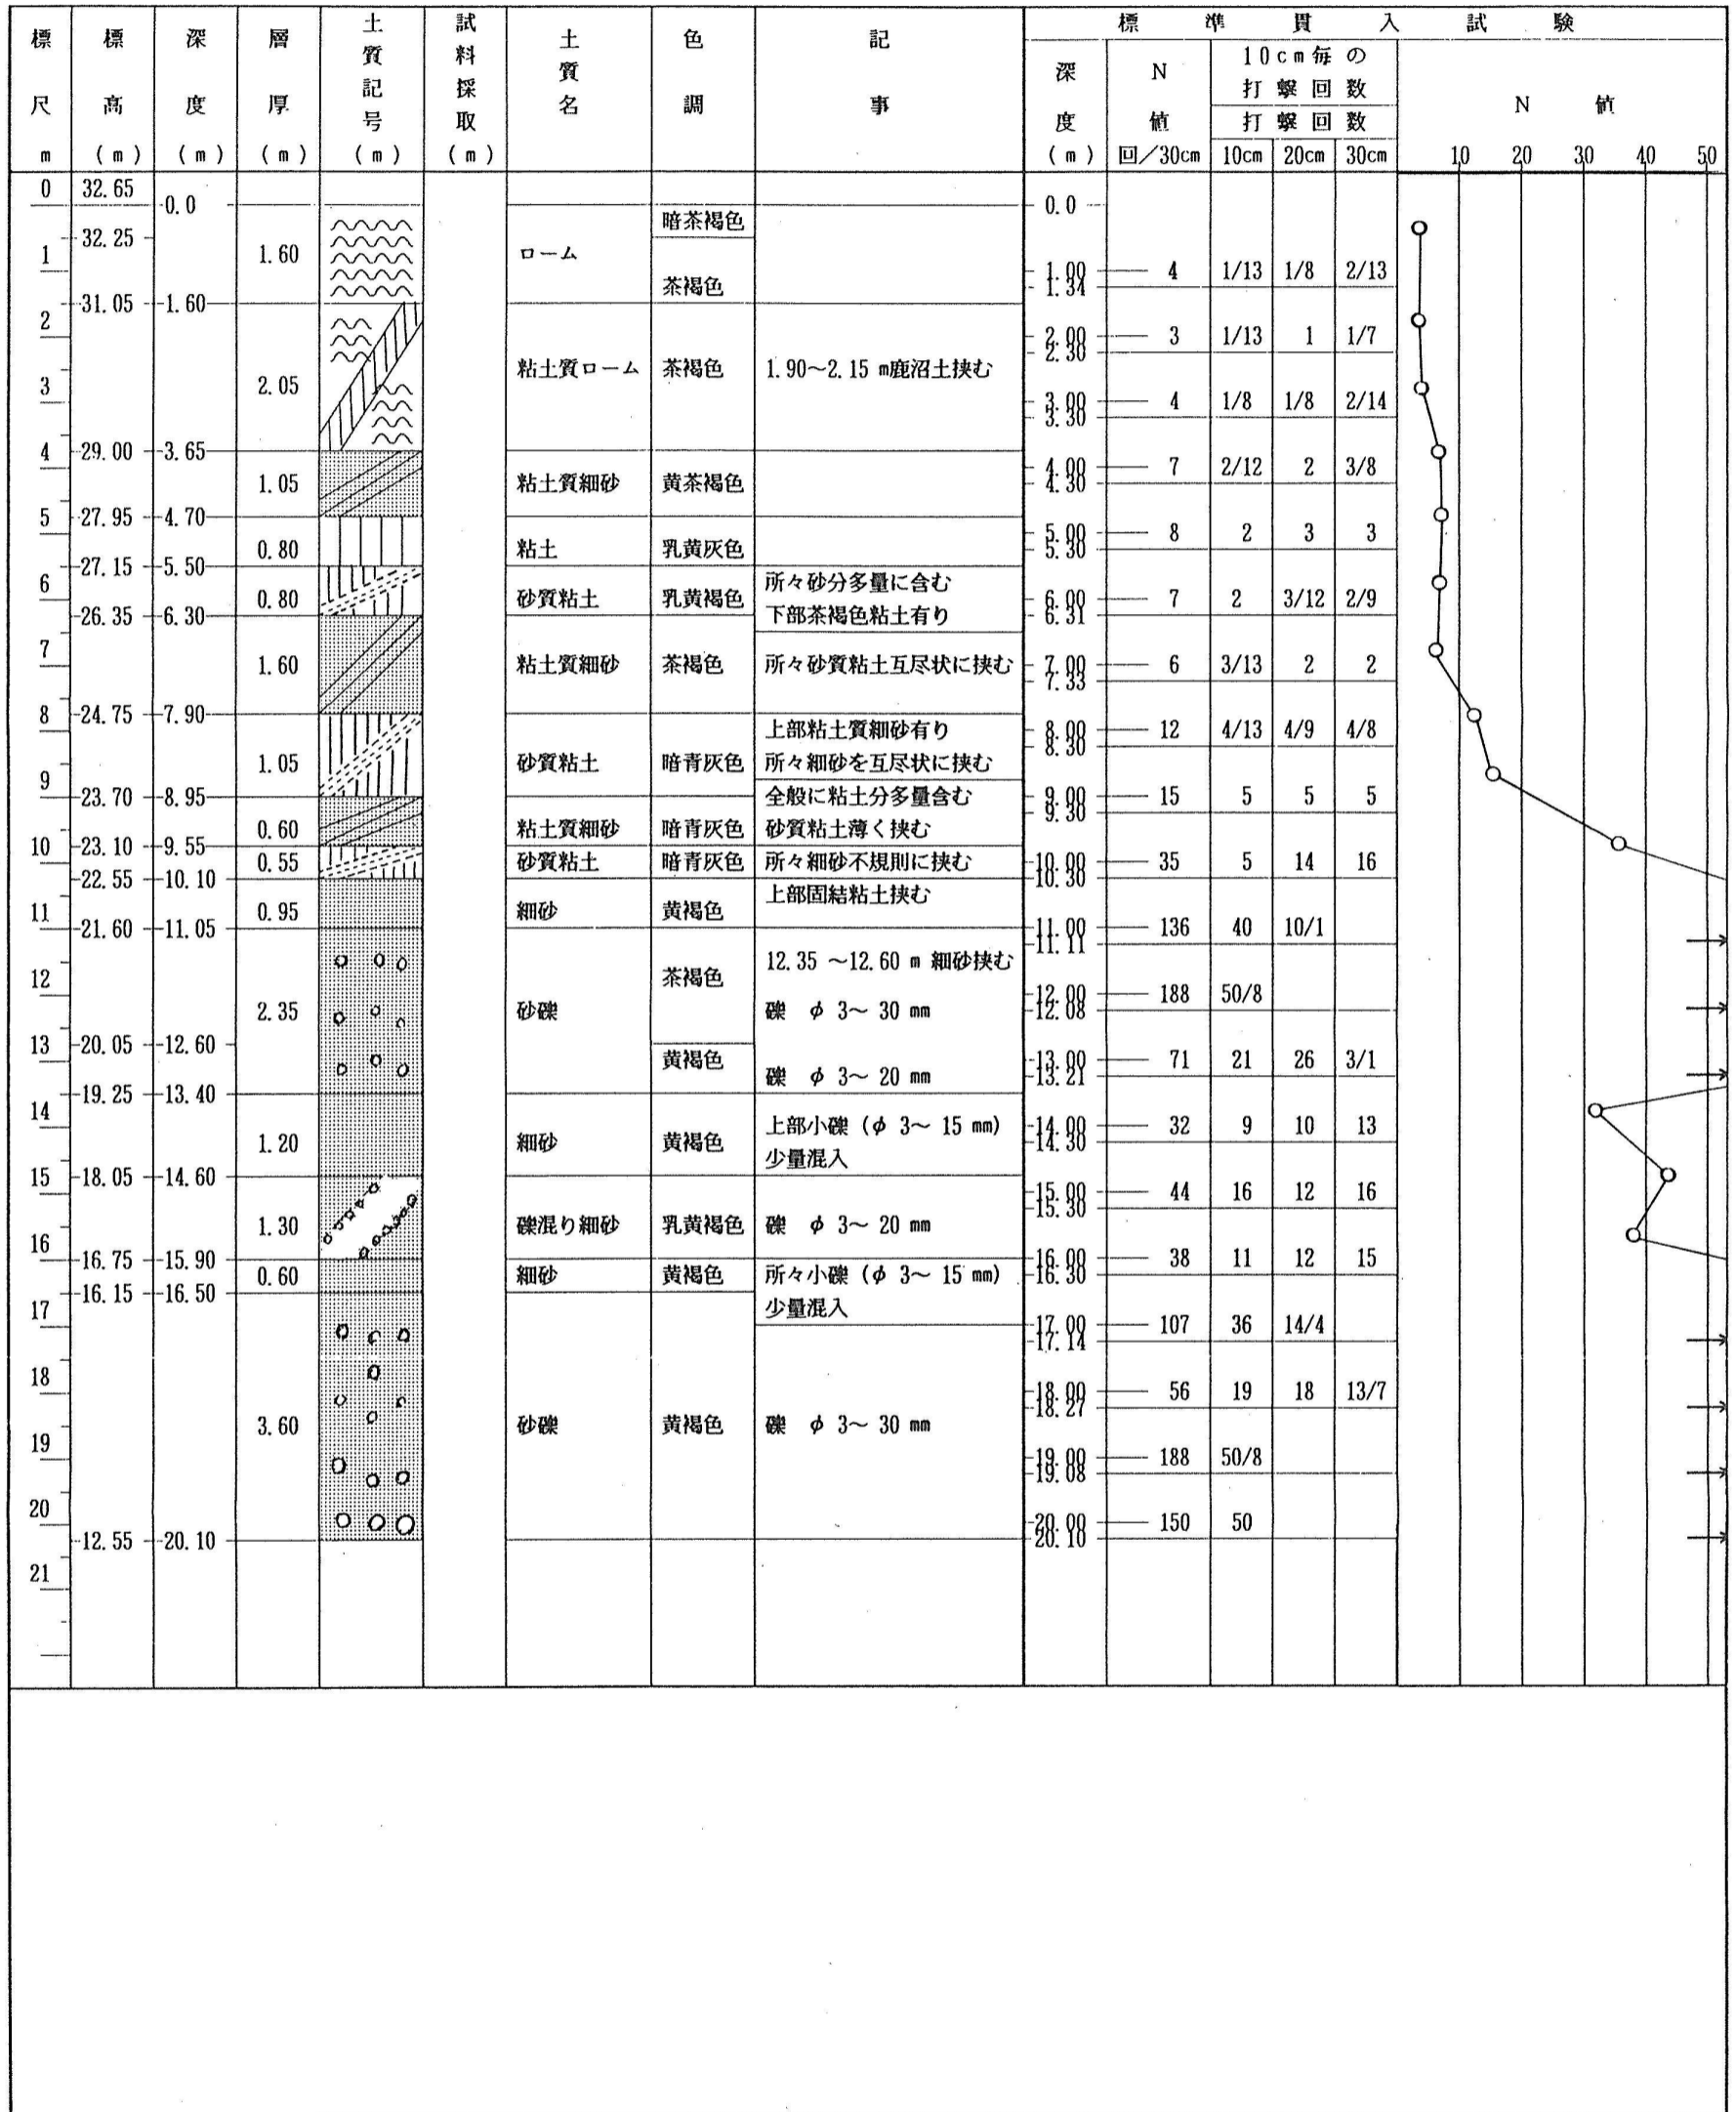 標尺 m
標高 (m)
深度 (m)
層厚 (m)
土質記号 (m)
試料採取 (m)
土質名
色調
記事
標準貫入試験
深度 (m)
N値 回/30cm
10cm毎の
打撃回数
打撃回数
10cm 20cm 30cm
N 値
10 20 30 40 50
0 32.65
0.0 0.0
暗茶褐色
32.25
1 1.60 ローム
茶褐色 1.00 4 1/13 1/8 2/13
1.34
31.05 1.60
2 2.00 3 1/13 1 1/7
2.30
粘土質ローム 茶褐色 1.90～2.15 m鹿沼土挟む
3 2.05
3.00 4 1/8 1/8 2/14
3.30
4 29.00 3.65
4.00 7 2/12 2 3/8
1.05 粘土質細砂 黄茶褐色 4.30
5 27.95 4.70
5.00 8 2 3 3
0.80 粘土 乳黄灰色 5.30
27.15 5.50
6 所々砂分多量に含む
0.80 砂質粘土 乳黄褐色 6.00 7 2 3/12 2/9
26.35 6.30 下部茶褐色粘土有り 6.31
7
1.60 粘土質細砂 茶褐色 所々砂質粘土互尽状に挟む 7.00 6 3/13 2 2
7.33
8 24.75 7.90
上部粘土質細砂有り 8.00 12 4/13 4/9 4/8
8.30
1.05 砂質粘土 暗青灰色 所々細砂を互尽状に挟む
9
23.70 8.95 全般に粘土分多量含む 9.00 15 5 5 5
9.30
0.60 粘土質細砂 暗青灰色 砂質粘土薄く挟む
10 23.10 9.55
0.55 砂質粘土 暗青灰色 所々細砂不規則に挟む 10.00 35 5 14 16
22.55 10.10 10.30
上部固結粘土挟む
11 0.95 細砂 黄褐色
21.60 11.05 11.00 136 40 10/1
11.11
12.35 ～12.60 m 細砂挟む
12 茶褐色
12.00 188 50/8
2.35 砂礫 礫 φ 3～ 30 mm 12.08
13 20.05 12.60
黄褐色 13.00 71 21 26 3/1
礫 φ 3～ 20 mm 13.21
19.25 13.40
14
上部小礫 (φ 3～ 15 mm) 14.00 32 9 10 13
1.20 細砂 黄褐色 14.30
少量混入
15 18.05 14.60
15.00 44 16 12 16
15.30
1.30 礫混り細砂 乳黄褐色 礫 φ 3～ 20 mm
16
16.75 15.90 16.00 38 11 12 15
0.60 細砂 黄褐色 所々小礫 (φ 3～ 15 mm) 16.30
16.15 16.50
17 少量混入
17.00 107 36 14/4
17.14
18
18.00 56 19 18 13/7
18.27
3.60 砂礫 黄褐色 礫 φ 3～ 30 mm
19
19.00 188 50/8
19.08
20
20.00 150 50
12.55 20.10 20.10
21